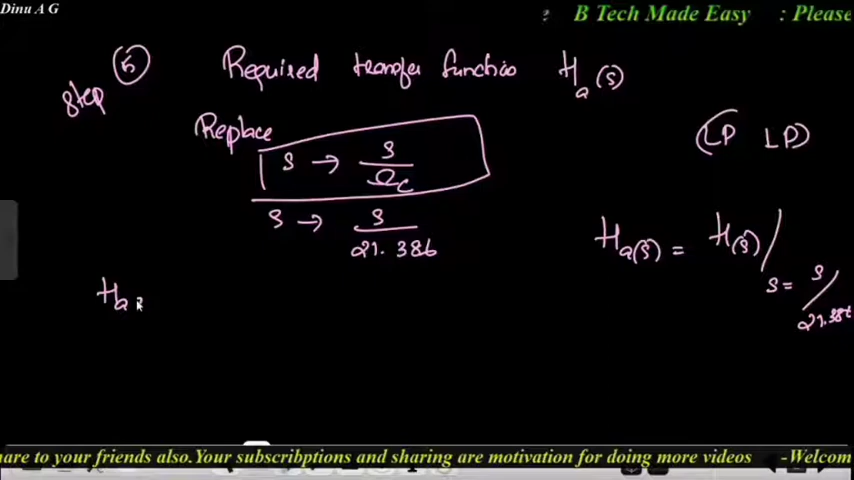 Dinu A G
? B Tech Made Easy : Please
Step 5 Required transfer function Ha(s)
Replace
(LP LP)
s → s/Ωc
s → s/21.386
Ha(s) = H(s) / s = s/21.386
Ha
are to your friends also.Your subscribptions and sharing are motivation for doing more videos -Welcom